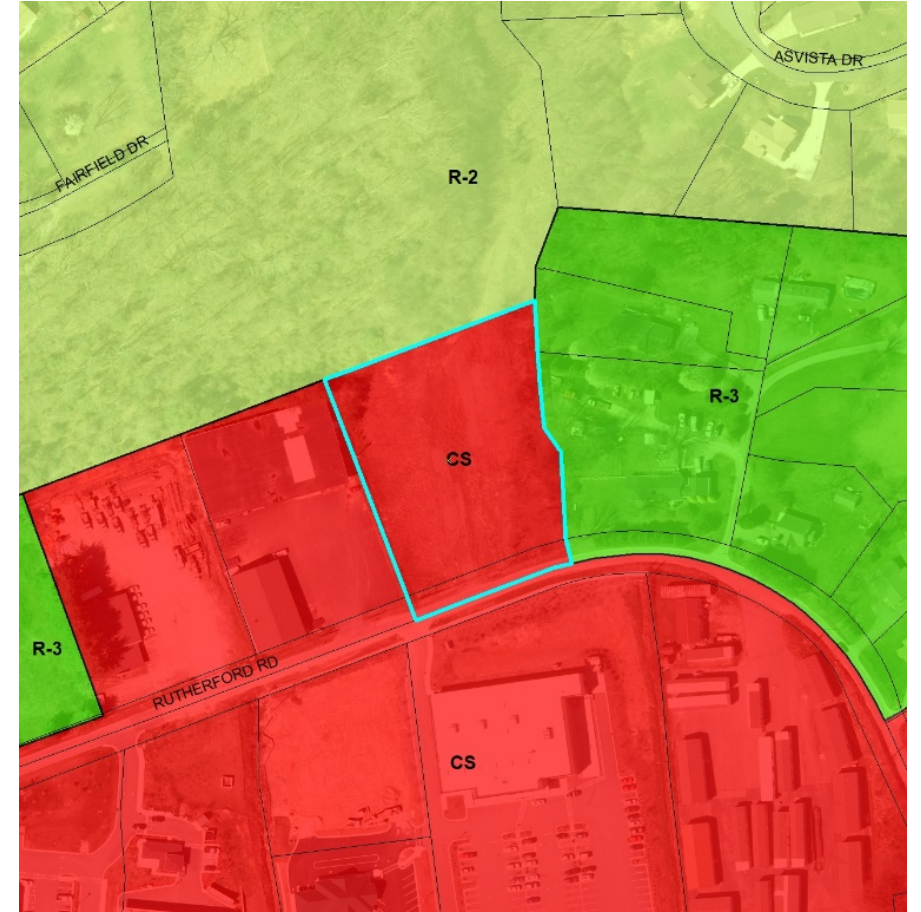 ASVISTA DR
FAIRFIELD DR
R-2
R-3
CS
R-3
RUTHERFORD RD
CS